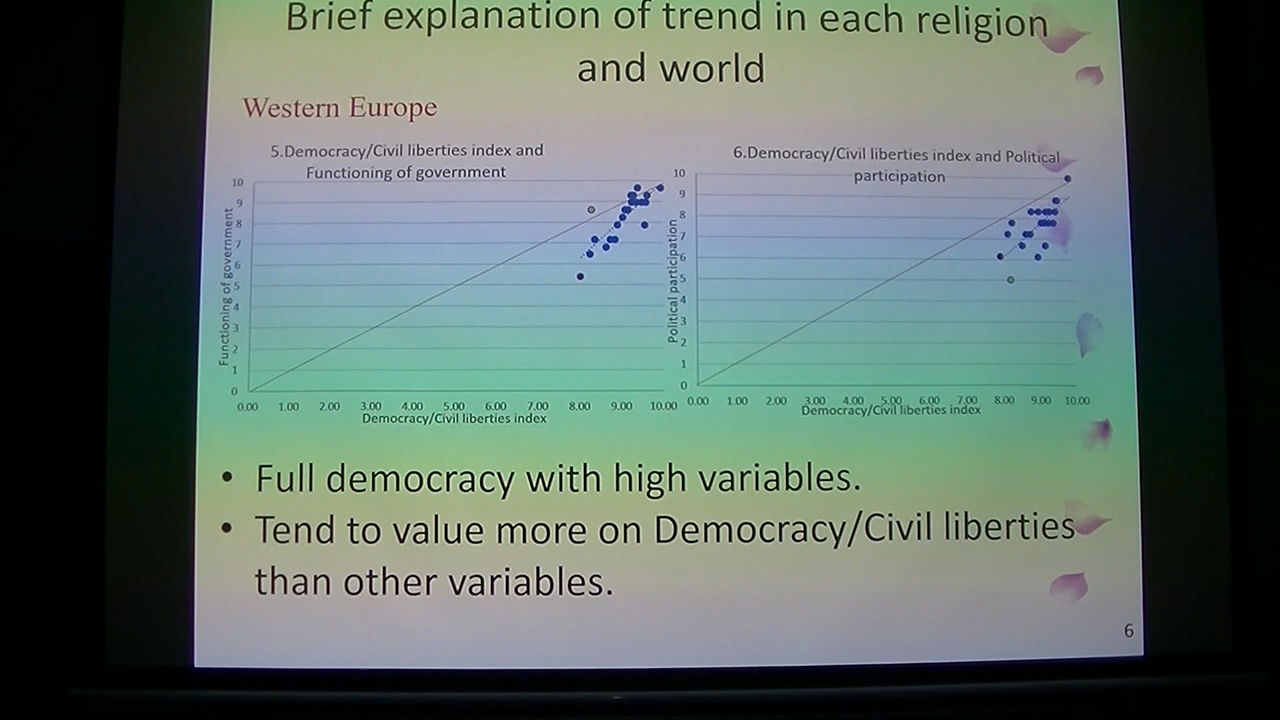 Brief explanation of trend in each religion
and world
Western Europe
5.Democracy/Civil liberties index and
Functioning of government
10
9
8
7
6
5
4
3
2
1
0
Functioning of government
0.00 1.00 2.00 3.00 4.00 5.00 6.00 7.00 8.00 9.00 10.00
Democracy/Civil liberties index
6.Democracy/Civil liberties index and Political
participation
10
9
8
7
6
5
4
3
2
1
0
Political participation
0.00 1.00 2.00 3.00 4.00 5.00 6.00 7.00 8.00 9.00 10.00
Democracy/Civil liberties index
• Full democracy with high variables.
• Tend to value more on Democracy/Civil liberties
than other variables.
6